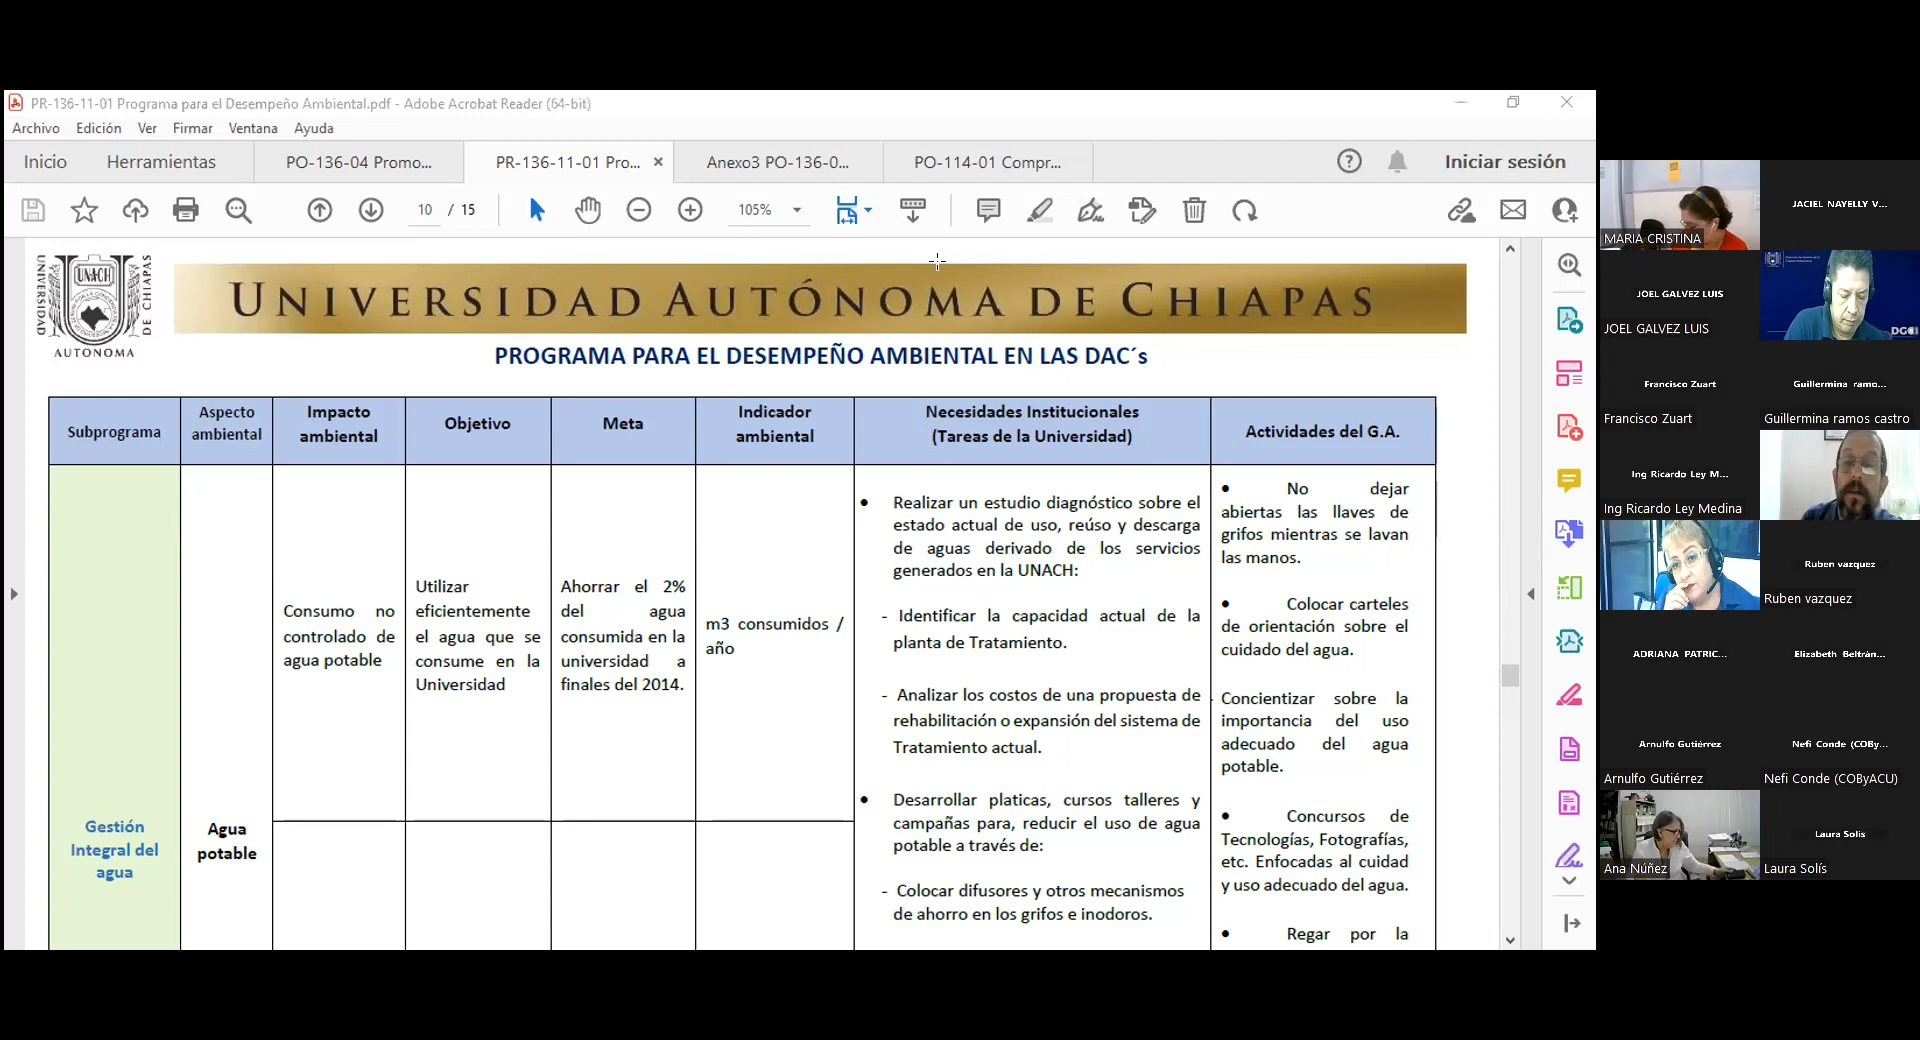 PR-136-11-01 Programa para el Desempeño Ambiental.pdf - Adobe Acrobat Reader (64-bit)
Archivo Edición Ver Firmar Ventana Ayuda
Inicio Herramientas PO-136-04 Promo... PR-136-11-01 Pro... Anexo3 PO-136-0... PO-114-01 Compr... Iniciar sesión
10 / 15 105%
UNIVERSIDAD AUTÓNOMA DE CHIAPAS
UNACH
UNIVERSIDAD
DE CHIAPAS
AUTONOMA
PROGRAMA PARA EL DESEMPEÑO AMBIENTAL EN LAS DAC´s
Subprograma
Aspecto
ambiental
Impacto
ambiental
Objetivo
Meta
Indicador
ambiental
Necesidades Institucionales
(Tareas de la Universidad)
Actividades del G.A.
Gestión
Integral del
agua
Agua
potable
Consumo no
controlado de
agua potable
Utilizar
eficientemente
el agua que se
consume en la
Universidad
Ahorrar el 2%
del agua
consumida en la
universidad a
finales del 2014.
m3 consumidos /
año
• Realizar un estudio diagnóstico sobre el
estado actual de uso, reúso y descarga
de aguas derivado de los servicios
generados en la UNACH:
- Identificar la capacidad actual de la
planta de Tratamiento.
- Analizar los costos de una propuesta de
rehabilitación o expansión del sistema de
Tratamiento actual.
• Desarrollar platicas, cursos talleres y
campañas para, reducir el uso de agua
potable a través de:
- Colocar difusores y otros mecanismos
de ahorro en los grifos e inodoros.
• No dejar
abiertas las llaves de
grifos mientras se lavan
las manos.
• Colocar carteles
de orientación sobre el
cuidado del agua.
Concientizar sobre la
importancia del uso
adecuado del agua
potable.
• Concursos de
Tecnologías, Fotografías,
etc. Enfocadas al cuidad
y uso adecuado del agua.
• Regar por la
MARIA CRISTINA
JACIEL NAYELLY V...
JOEL GALVEZ LUIS
JOEL GALVEZ LUIS
DGCI
Francisco Zuart
Francisco Zuart
Guillermina ramo...
Guillermina ramos castro
Ing Ricardo Ley M...
Ing Ricardo Ley Medina
Ruben vazquez
Ruben vazquez
ADRIANA PATRIC...
Elizabeth Beltrán...
Arnulfo Gutiérrez
Arnulfo Gutiérrez
Nefi Conde (COBy...
Nefi Conde (COByACU)
Ana Núñez
Laura Solís
Laura Solís